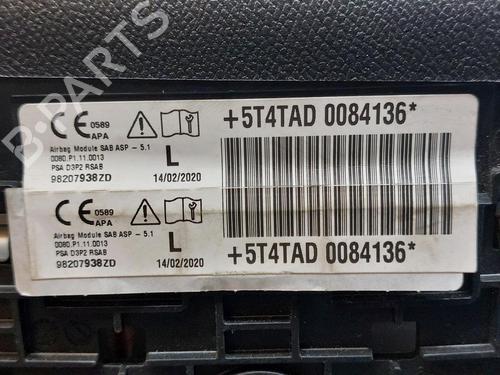 CE 0589
APA
+5T4TAD 0084136*
Airbag Module SAB ASP - 5.1
0080.P1.11.0013
PSA D3P2 RSAB
98207938ZD
L
14/02/2020
CE 0589
APA
Airbag Module SAB ASP - 5.1
0080.P1.11.0013
PSA D3P2 RSAB
98207938ZD
L
14/02/2020
+5T4TAD 0084136*
B-PARTS